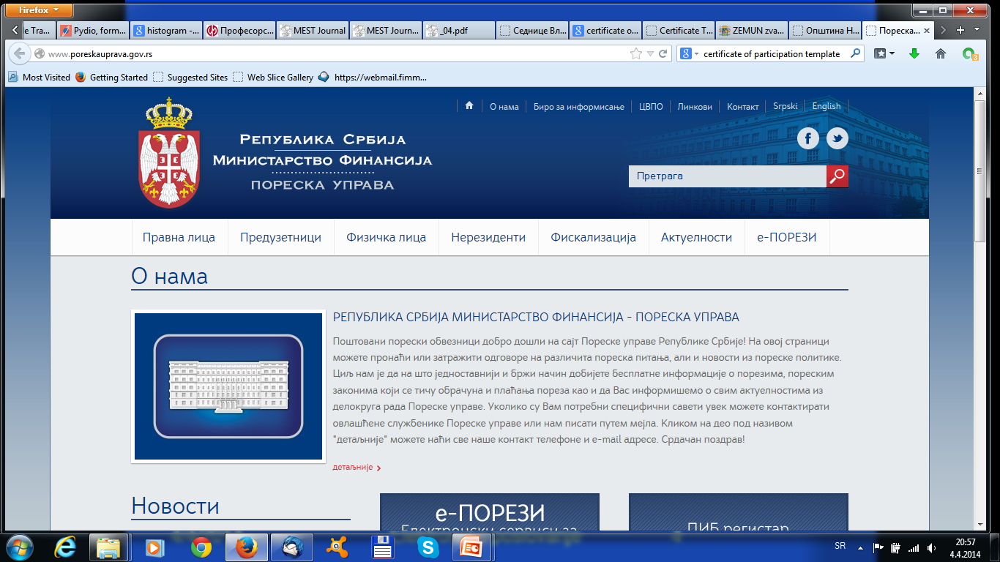 Firefox
le Tra...
Pydio, form...
histogram -...
Професорс...
MEST Journal
MEST Journ...
_04.pdf
Седнице Вл...
certificate o...
Certificate T...
ZEMUN zva...
Општина Н...
Пореска...
www.poreskauprava.gov.rs
certificate of participation template
Most Visited
Getting Started
Suggested Sites
Web Slice Gallery
https://webmail.fimm...
О нама
Биро за информисање
ЦВПО
Линкови
Контакт
Srpski
English
РЕПУБЛИКА СРБИЈА
МИНИСТАРСТВО ФИНАНСИЈА
ПОРЕСКА УПРАВА
Претрага
Правна лица
Предузетници
Физичка лица
Нерезиденти
Фискализација
Актуелности
е-ПОРЕЗИ
О нама
РЕПУБЛИКА СРБИЈА МИНИСТАРСТВО ФИНАНСИЈА - ПОРЕСКА УПРАВА
Поштовани порески обвезници добро дошли на сајт Пореске управе Републике Србије! На овој страници
можете пронаћи или затражити одговоре на различита пореска питања, али и новости из пореске политике.
Циљ нам је да на што једноставнији и бржи начин добијете бесплатне информације о порезима, пореским
законима који се тичу обрачуна и плаћања пореза као и да Вас информишемо о свим актуелностима из
делокруга рада Пореске управе. Уколико су Вам потребни специфични савети увек можете контактирати
овлашћене службенике Пореске управе или нам писати путем мејла. Кликом на део под називом
"детаљније" можете наћи све наше контакт телефоне и e-mail адресе. Срдачан поздрав!
детаљније
Новости
е-ПОРЕЗИ
Електронски сервиси за
ПИБ регистар
SR
20:57
4.4.2014